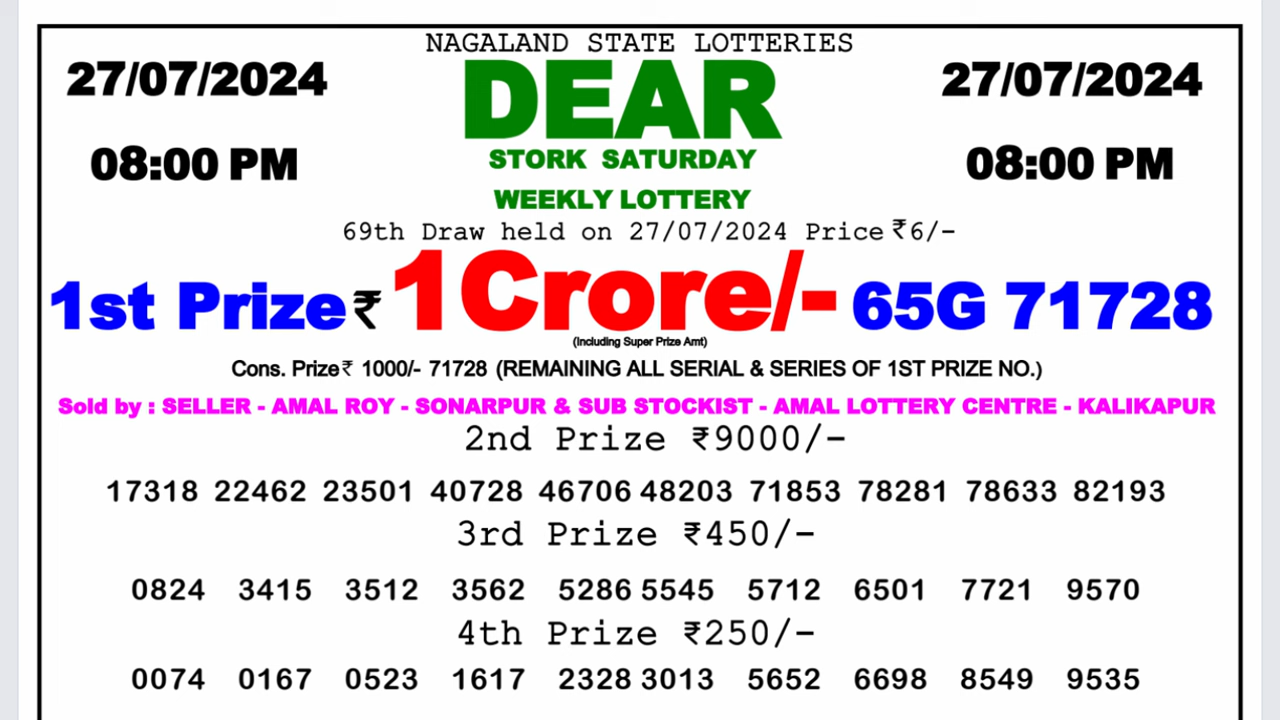 NAGALAND STATE LOTTERIES
27/07/2024 DEAR 27/07/2024
08:00 PM STORK SATURDAY 08:00 PM
WEEKLY LOTTERY
69th Draw held on 27/07/2024 Price ₹6/-
1st Prize ₹ 1Crore/- 65G 71728
(Including Super Prize Amt)
Cons. Prize ₹ 1000/- 71728 (REMAINING ALL SERIAL & SERIES OF 1ST PRIZE NO.)
Sold by : SELLER - AMAL ROY - SONARPUR & SUB STOCKIST - AMAL LOTTERY CENTRE - KALIKAPUR
2nd Prize ₹9000/-
17318 22462 23501 40728 46706 48203 71853 78281 78633 82193
3rd Prize ₹450/-
0824 3415 3512 3562 5286 5545 5712 6501 7721 9570
4th Prize ₹250/-
0074 0167 0523 1617 2328 3013 5652 6698 8549 9535